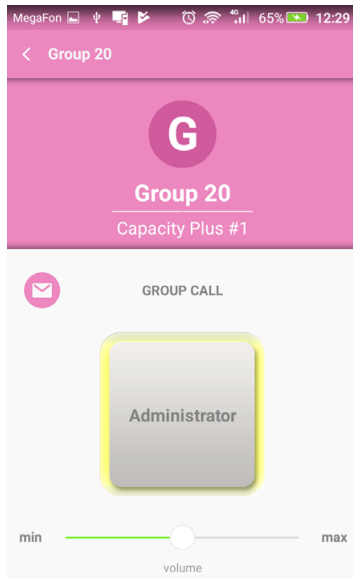 MegaFon 4G 65% 12:29
Group 20
G
Group 20
Capacity Plus #1
GROUP CALL
Administrator
min max
volume